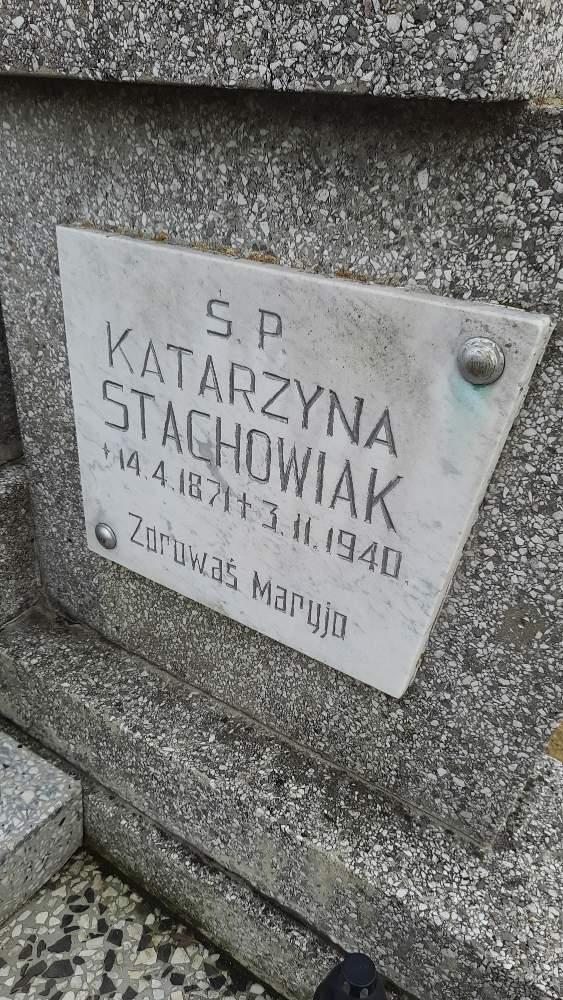 Ś.P.
KATARZYNA
STACHOWIAK
* 14.4.1871 + 3.11.1940.
Zdrowaś Maryjo